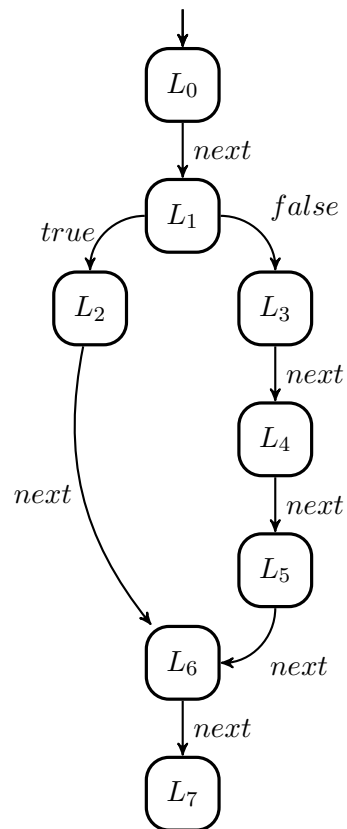 L₀
next
L₁
true
false
L₂
L₃
next
L₄
next
next
L₅
L₆
next
next
L₇